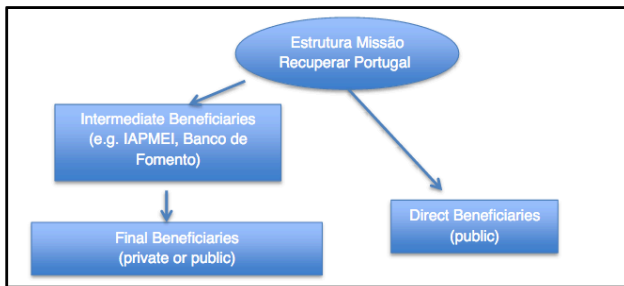 Estrutura Missão
Recuperar Portugal
Intermediate Beneficiaries
(e.g. IAPMEI, Banco de
Fomento)
Final Beneficiaries
(private or public)
Direct Beneficiaries
(public)